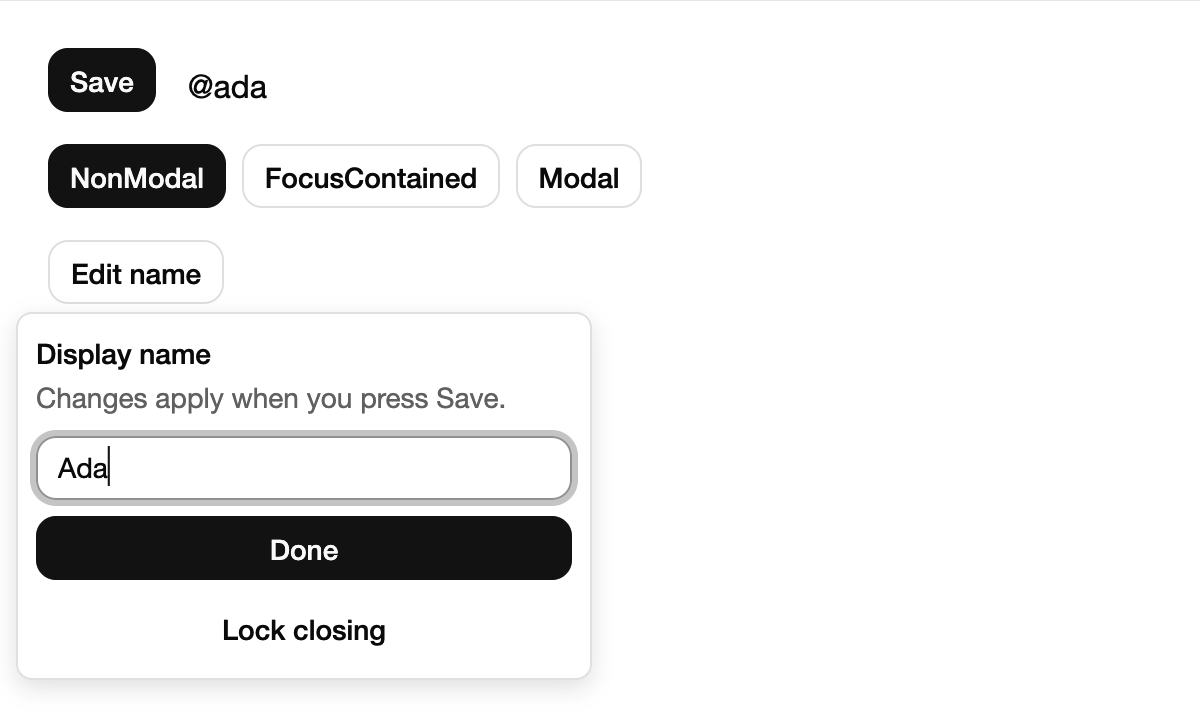 Save @ada
NonModal FocusContained Modal
Edit name
Display name
Changes apply when you press Save.
Ada
Done
Lock closing